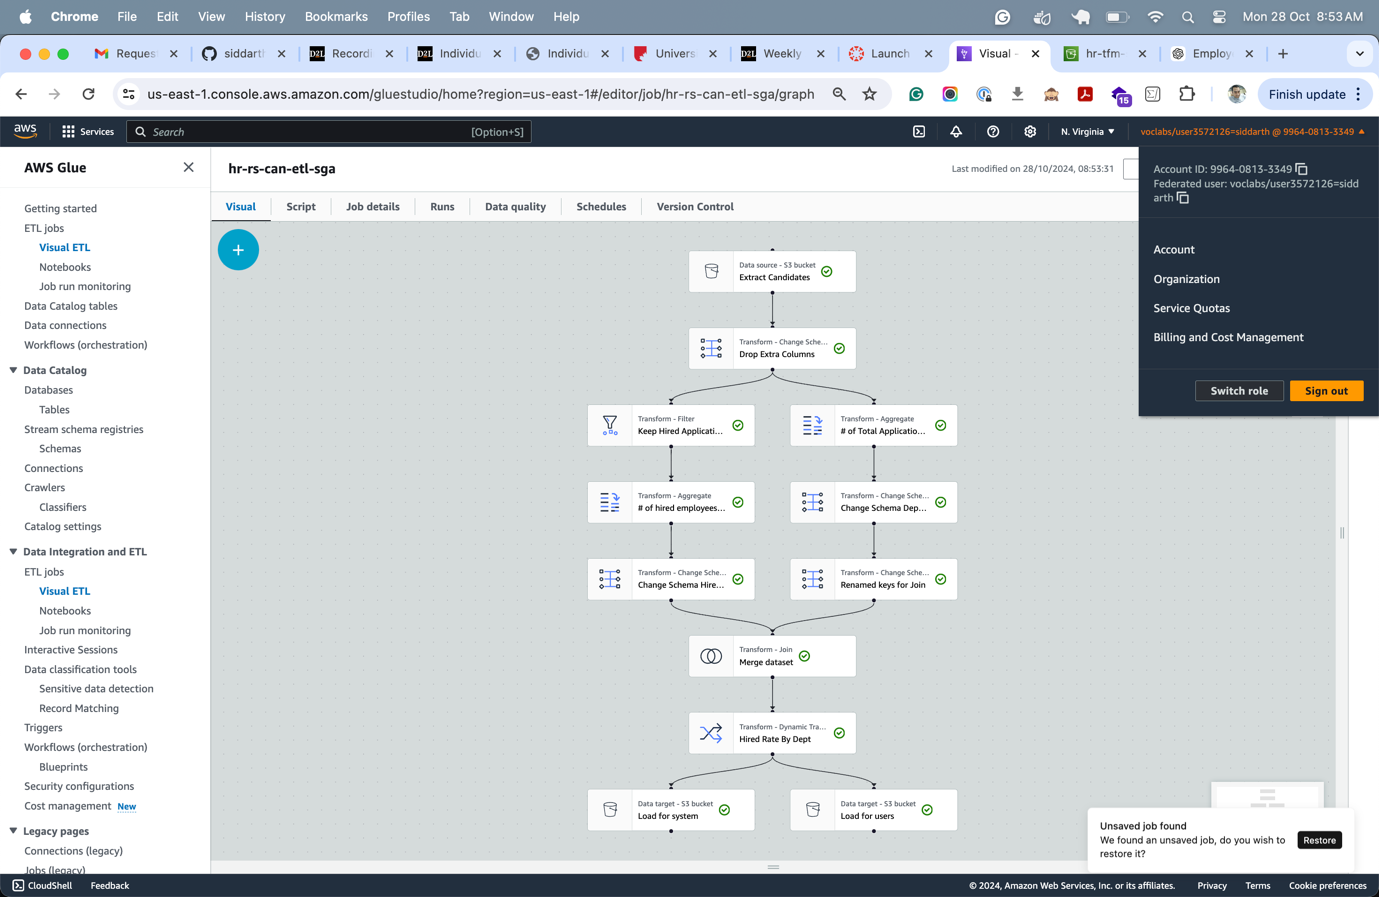 Chrome File Edit View History Bookmarks Profiles Tab Window Help
Mon 28 Oct 8:53 AM
Reques
siddarth
D2L Recordi
D2L Individu
Individu
Univers
D2L Weekly
Launch
Visual -
hr-tfm-
Employ
us-east-1.console.aws.amazon.com/gluestudio/home?region=us-east-1#/editor/job/hr-rs-can-etl-sga/graph
15
Finish update
aws
Services
Search
[Option+S]
N. Virginia
voclabs/user3572126=siddarth @ 9964-0813-3349
AWS Glue
Getting started
ETL jobs
Visual ETL
Notebooks
Job run monitoring
Data Catalog tables
Data connections
Workflows (orchestration)
Data Catalog
Databases
Tables
Stream schema registries
Schemas
Connections
Crawlers
Classifiers
Catalog settings
Data Integration and ETL
ETL jobs
Visual ETL
Notebooks
Job run monitoring
Interactive Sessions
Data classification tools
Sensitive data detection
Record Matching
Triggers
Workflows (orchestration)
Blueprints
Security configurations
Cost management New
Legacy pages
Connections (legacy)
Jobs (legacy)
hr-rs-can-etl-sga
Last modified on 28/10/2024, 08:53:31
Visual
Script
Job details
Runs
Data quality
Schedules
Version Control
Data source - S3 bucket
Extract Candidates
Transform - Change Sche...
Drop Extra Columns
Transform - Filter
Keep Hired Applicati...
Transform - Aggregate
# of Total Applicatio...
Transform - Aggregate
# of hired employees...
Transform - Change Sche...
Change Schema Dep...
Transform - Change Sche...
Change Schema Hire...
Transform - Change Sche...
Renamed keys for Join
Transform - Join
Merge dataset
Transform - Dynamic Tra...
Hired Rate By Dept
Data target - S3 bucket
Load for system
Data target - S3 bucket
Load for users
Account ID: 9964-0813-3349
Federated user: voclabs/user3572126=sidd
arth
Account
Organization
Service Quotas
Billing and Cost Management
Switch role
Sign out
Unsaved job found
We found an unsaved job, do you wish to
restore it?
Restore
CloudShell
Feedback
© 2024, Amazon Web Services, Inc. or its affiliates.
Privacy
Terms
Cookie preferences